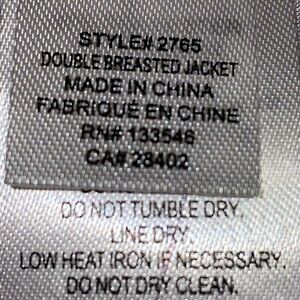 STYLE# 2765
DOUBLE BREASTED JACKET
MADE IN CHINA
FABRIQUÉ EN CHINE
RN# 133546
CA# 28402
DO NOT TUMBLE DRY.
LINE DRY.
LOW HEAT IRON IF NECESSARY.
DO NOT DRY CLEAN.